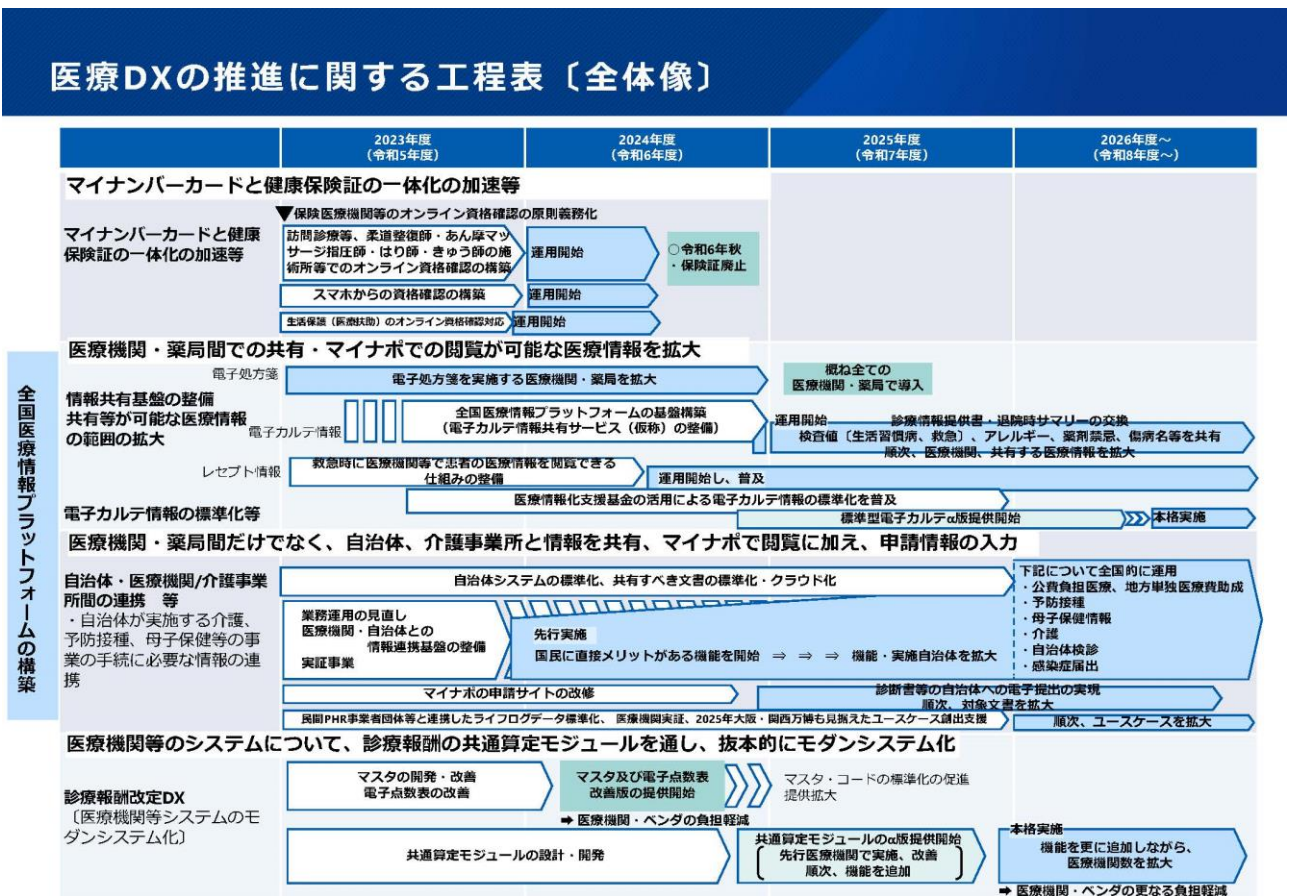 医療DXの推進に関する工程表〔全体像〕
2023年度
(令和5年度)
2024年度
(令和6年度)
2025年度
(令和7年度)
2026年度～
(令和8年度～)
マイナンバーカードと健康保険証の一体化の加速等
マイナンバーカードと健康
保険証の一体化の加速等
▼保険医療機関等のオンライン資格確認の原則義務化
訪問診療等、柔道整復師・あん摩マッ
サージ指圧師・はり師・きゅう師の施
術所等でのオンライン資格確認の構築
運用開始
○令和6年秋
・保険証廃止
スマホからの資格確認の構築
運用開始
生活保護（医療扶助）のオンライン資格確認対応
運用開始
全国医療情報プラットフォームの構築
医療機関・薬局間での共有・マイナポでの閲覧が可能な医療情報を拡大
電子処方箋
電子処方箋を実施する医療機関・薬局を拡大
概ね全ての
医療機関・薬局で導入
情報共有基盤の整備
共有等が可能な医療情報
の範囲の拡大
電子カルテ情報
全国医療情報プラットフォームの基盤構築
（電子カルテ情報共有サービス（仮称）の整備）
運用開始
診療情報提供書・退院時サマリーの交換
検査値〔生活習慣病、救急〕、アレルギー、薬剤禁忌、傷病名等を共有
順次、医療機関、共有する医療情報を拡大
レセプト情報
救急時に医療機関等で患者の医療情報を閲覧できる
仕組みの整備
運用開始し、普及
電子カルテ情報の標準化等
医療情報化支援基金の活用による電子カルテ情報の標準化を普及
標準型電子カルテα版提供開始
本格実施
医療機関・薬局間だけでなく、自治体、介護事業所と情報を共有、マイナポで閲覧に加え、申請情報の入力
自治体・医療機関/介護事業
所間の連携 等
・自治体が実施する介護、
予防接種、母子保健等の事
業の手続に必要な情報の連
携
自治体システムの標準化、共有すべき文書の標準化・クラウド化
業務運用の見直し
医療機関・自治体との
情報連携基盤の整備
実証事業
先行実施
国民に直接メリットがある機能を開始 ⇒ ⇒ ⇒ 機能・実施自治体を拡大
下記について全国的に運用
・公費負担医療、地方単独医療費助成
・予防接種
・母子保健情報
・介護
・自治体検診
・感染症届出
マイナポの申請サイトの改修
診断書等の自治体への電子提出の実現
順次、対象文書を拡大
民間PHR事業者団体等と連携したライフログデータ標準化、 医療機関実証、2025年大阪・関西万博も見据えたユースケース創出支援
順次、ユースケースを拡大
医療機関等のシステムについて、診療報酬の共通算定モジュールを通し、抜本的にモダンシステム化
診療報酬改定DX
〔医療機関等システムのモ
ダンシステム化〕
マスタの開発・改善
電子点数表の改善
マスタ及び電子点数表
改善版の提供開始
マスタ・コードの標準化の促進
提供拡大
➡ 医療機関・ベンダの負担軽減
共通算定モジュールの設計・開発
共通算定モジュールのα版提供開始
先行医療機関で実施、改善
順次、機能を追加
本格実施
機能を更に追加しながら、
医療機関数を拡大
➡ 医療機関・ベンダの更なる負担軽減